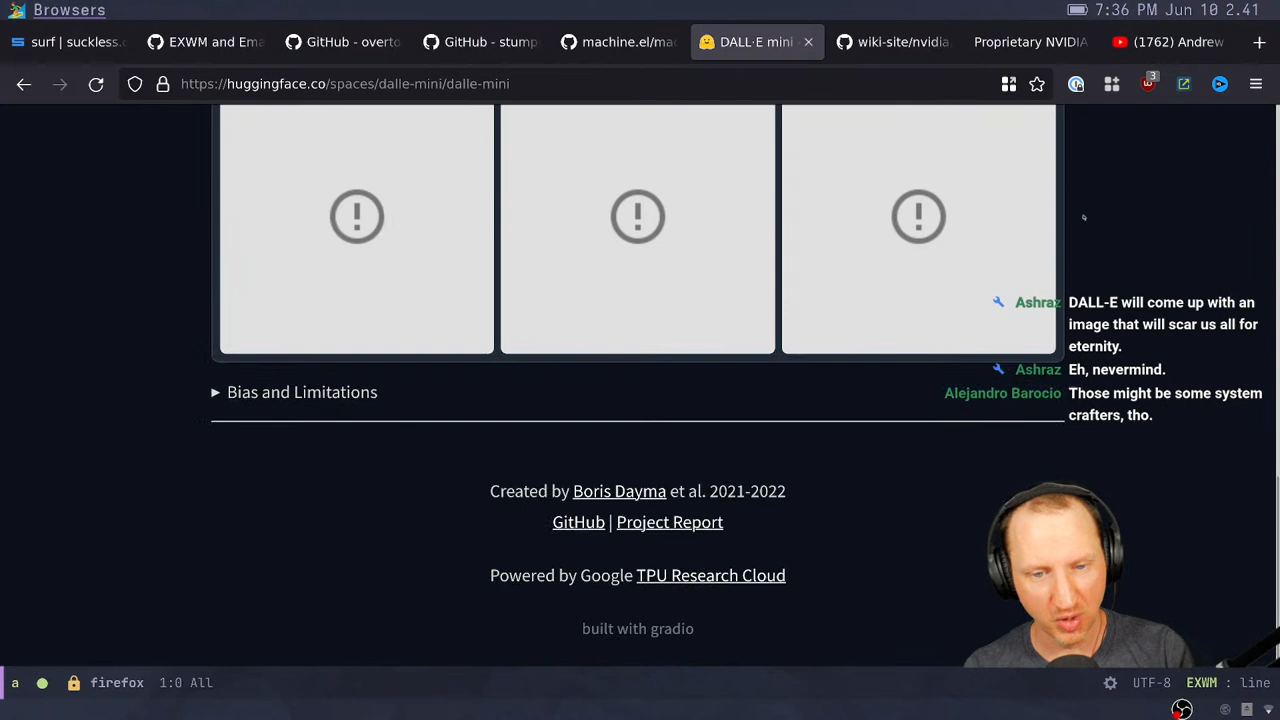 Browsers
7:36 PM Jun 10 2.41
surf | suckless.c
EXWM and Ema
GitHub - overto
GitHub - stump
machine.el/mac
DALL·E mini
wiki-site/nvidia.
Proprietary NVIDIA
(1762) Andrew
https://huggingface.co/spaces/dalle-mini/dalle-mini
3
Ashraz DALL-E will come up with an
image that will scar us all for
eternity.
Ashraz Eh, nevermind.
Alejandro Barocio Those might be some system
crafters, tho.
Bias and Limitations
Created by Boris Dayma et al. 2021-2022
GitHub | Project Report
Powered by Google TPU Research Cloud
built with gradio
a firefox 1:0 All
UTF-8 EXWM : line